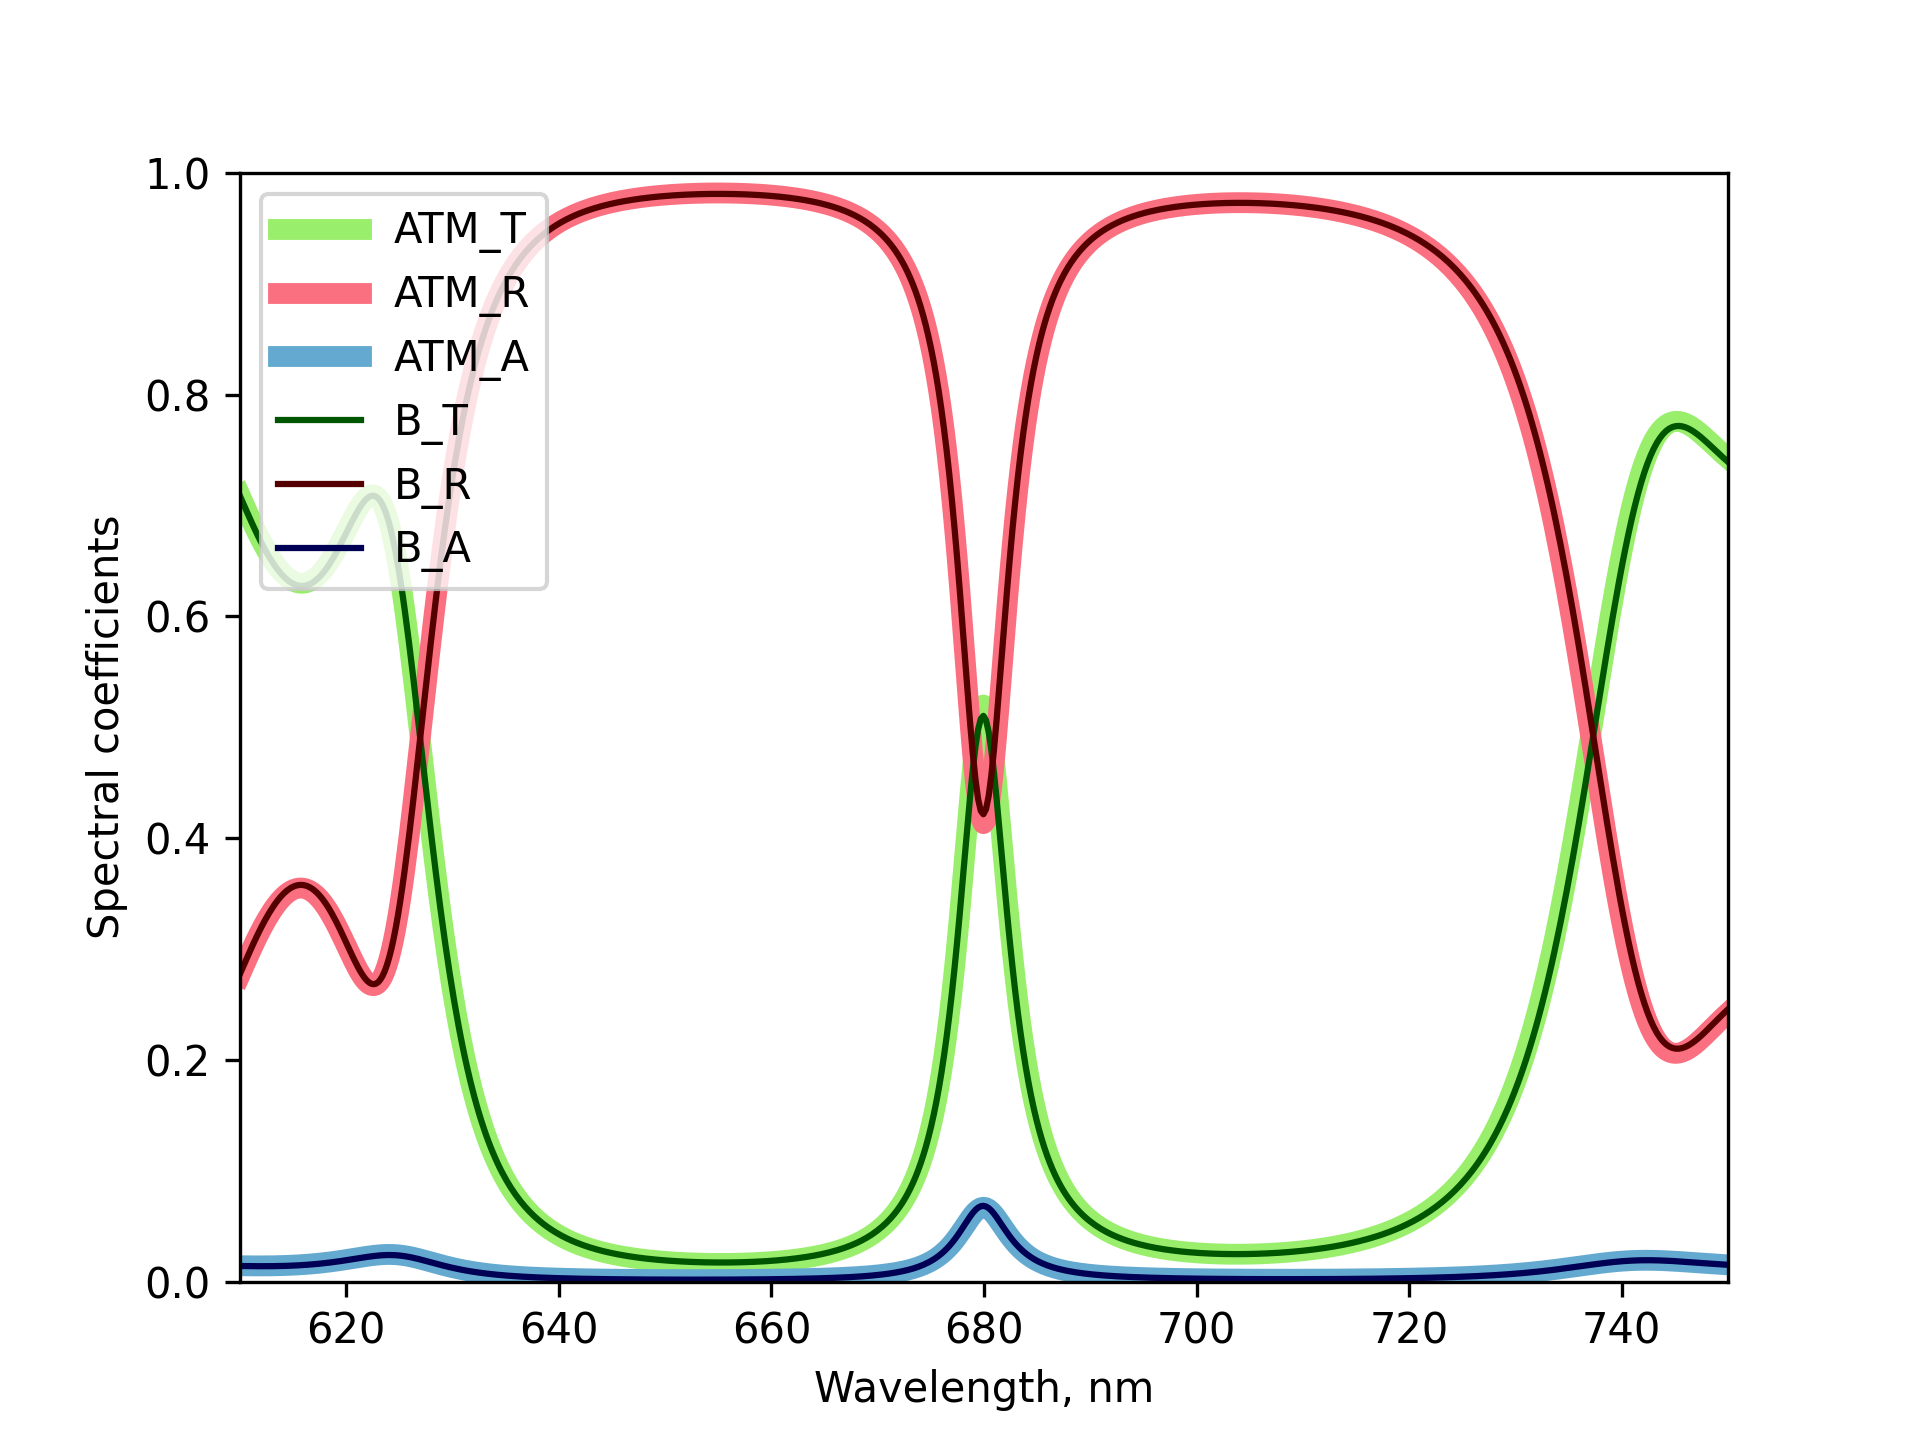 1.0
0.8
0.6
0.4
0.2
0.0
Spectral coefficients
ATM_T
ATM_R
ATM_A
B_T
B_R
B_A
620 640 660 680 700 720 740
Wavelength, nm